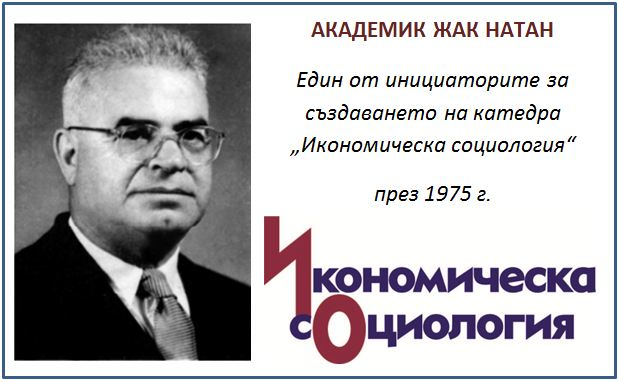 АКАДЕМИК ЖАК НАТАН
Един от инициаторите за
създаването на катедра
„Икономическа социология“
през 1975 г.
Икономическа
сОциология